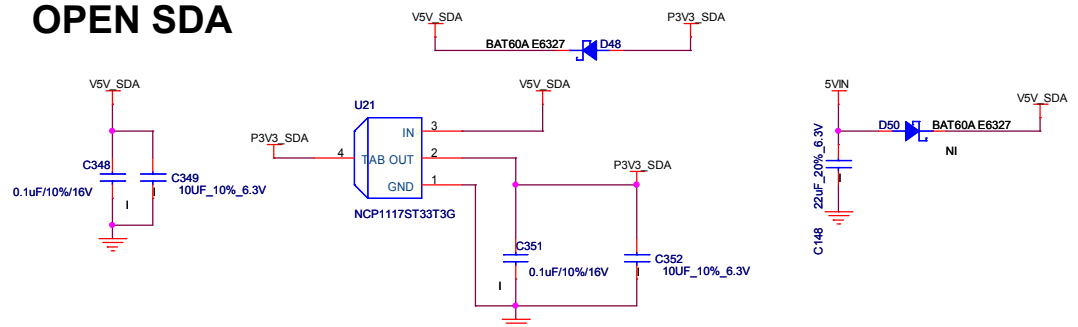 OPEN SDA
V5V_SDA
P3V3_SDA
BAT60A E6327
D48
V5V_SDA
C348
0.1uF/10%/16V
I
C349
10UF_10%_6.3V
I
U21
V5V_SDA
P3V3_SDA
IN
3
4
TAB OUT
2
GND
1
NCP1117ST33T3G
P3V3_SDA
C351
0.1uF/10%/16V
I
C352
10UF_10%_6.3V
I
5VIN
V5V_SDA
D50
BAT60A E6327
NI
22uF_20%_6.3V
I
C148